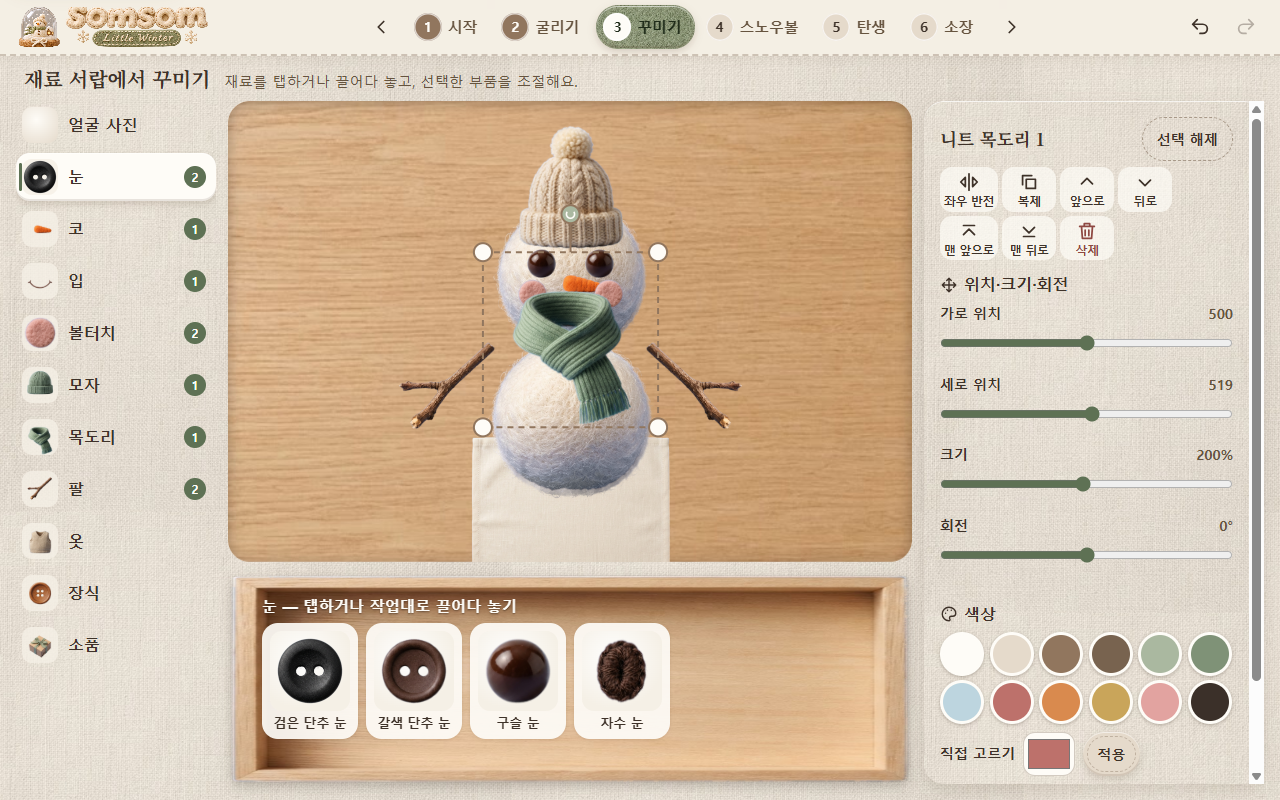 SOMSOM
Little Winter
1 시작
2 굴리기
3 꾸미기
4 스노우볼
5 탄생
6 소장
재료 서랍에서 꾸미기
재료를 탭하거나 끌어다 놓고, 선택한 부품을 조절해요.
얼굴 사진
눈 2
코 1
입 1
볼터치 2
모자 1
목도리 1
팔 2
옷
장식
소품
눈 — 탭하거나 작업대로 끌어다 놓기
검은 단추 눈
갈색 단추 눈
구슬 눈
자수 눈
니트 목도리 1
선택 해제
좌우 반전
복제
앞으로
뒤로
맨 앞으로
맨 뒤로
삭제
위치·크기·회전
가로 위치 500
세로 위치 519
크기 200%
회전 0°
색상
직접 고르기
적용